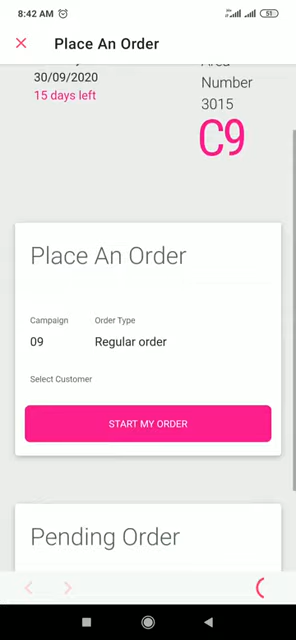 8:42 AM
51
Place An Order
30/09/2020
15 days left
Number
3015
C9
Place An Order
Campaign Order Type
09 Regular order
Select Customer
START MY ORDER
Pending Order